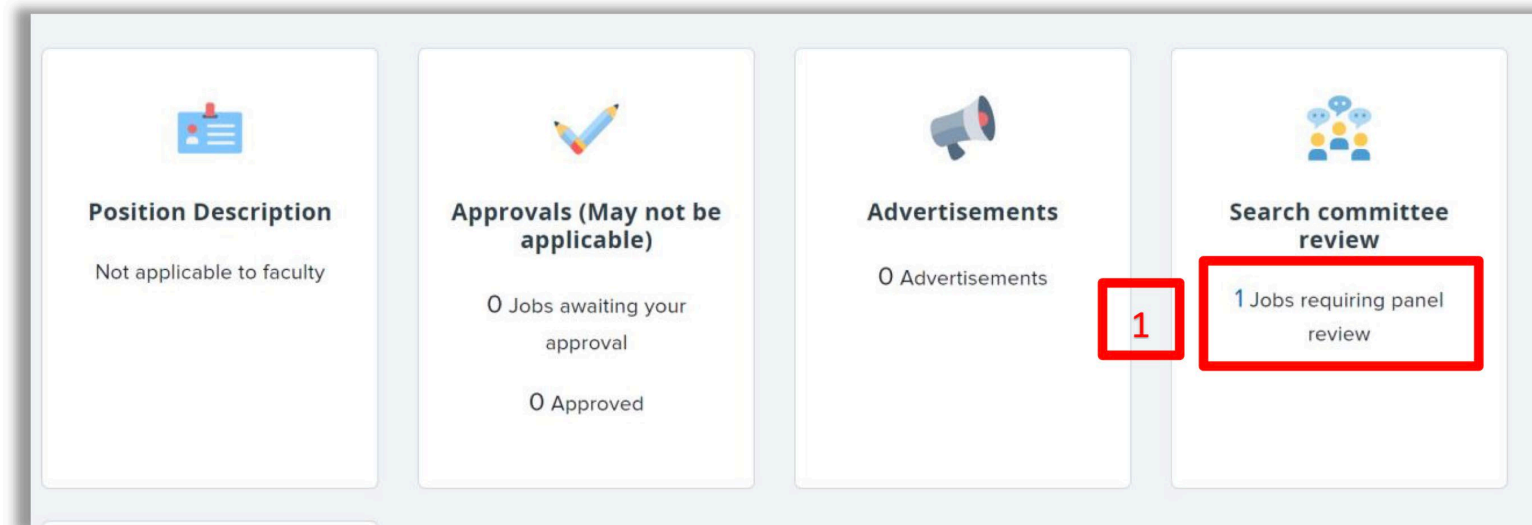 Position Description
Not applicable to faculty
Approvals (May not be
applicable)
0 Jobs awaiting your
approval
0 Approved
Advertisements
0 Advertisements
1
Search committee
review
1 Jobs requiring panel
review